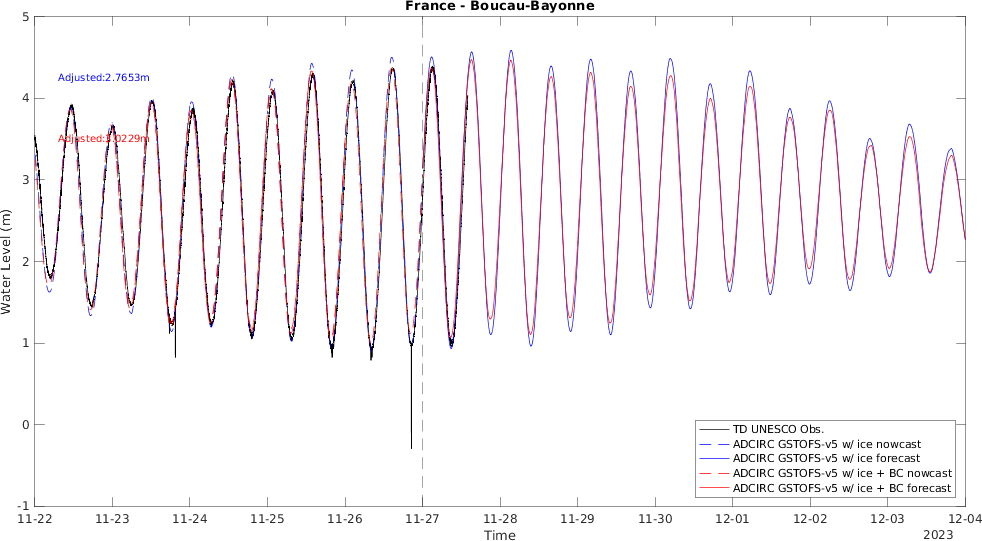 France - Boucau-Bayonne
5
4
3
2
1
0
-1
Water Level (m)
Adjusted:2.7653m
Adjusted:3.0229m
TD UNESCO Obs.
ADCIRC GSTOFS-v5 w/ ice nowcast
ADCIRC GSTOFS-v5 w/ ice forecast
ADCIRC GSTOFS-v5 w/ ice + BC nowcast
ADCIRC GSTOFS-v5 w/ ice + BC forecast
11-22 11-23 11-24 11-25 11-26 11-27 11-28 11-29 11-30 12-01 12-02 12-03 12-04
Time
2023